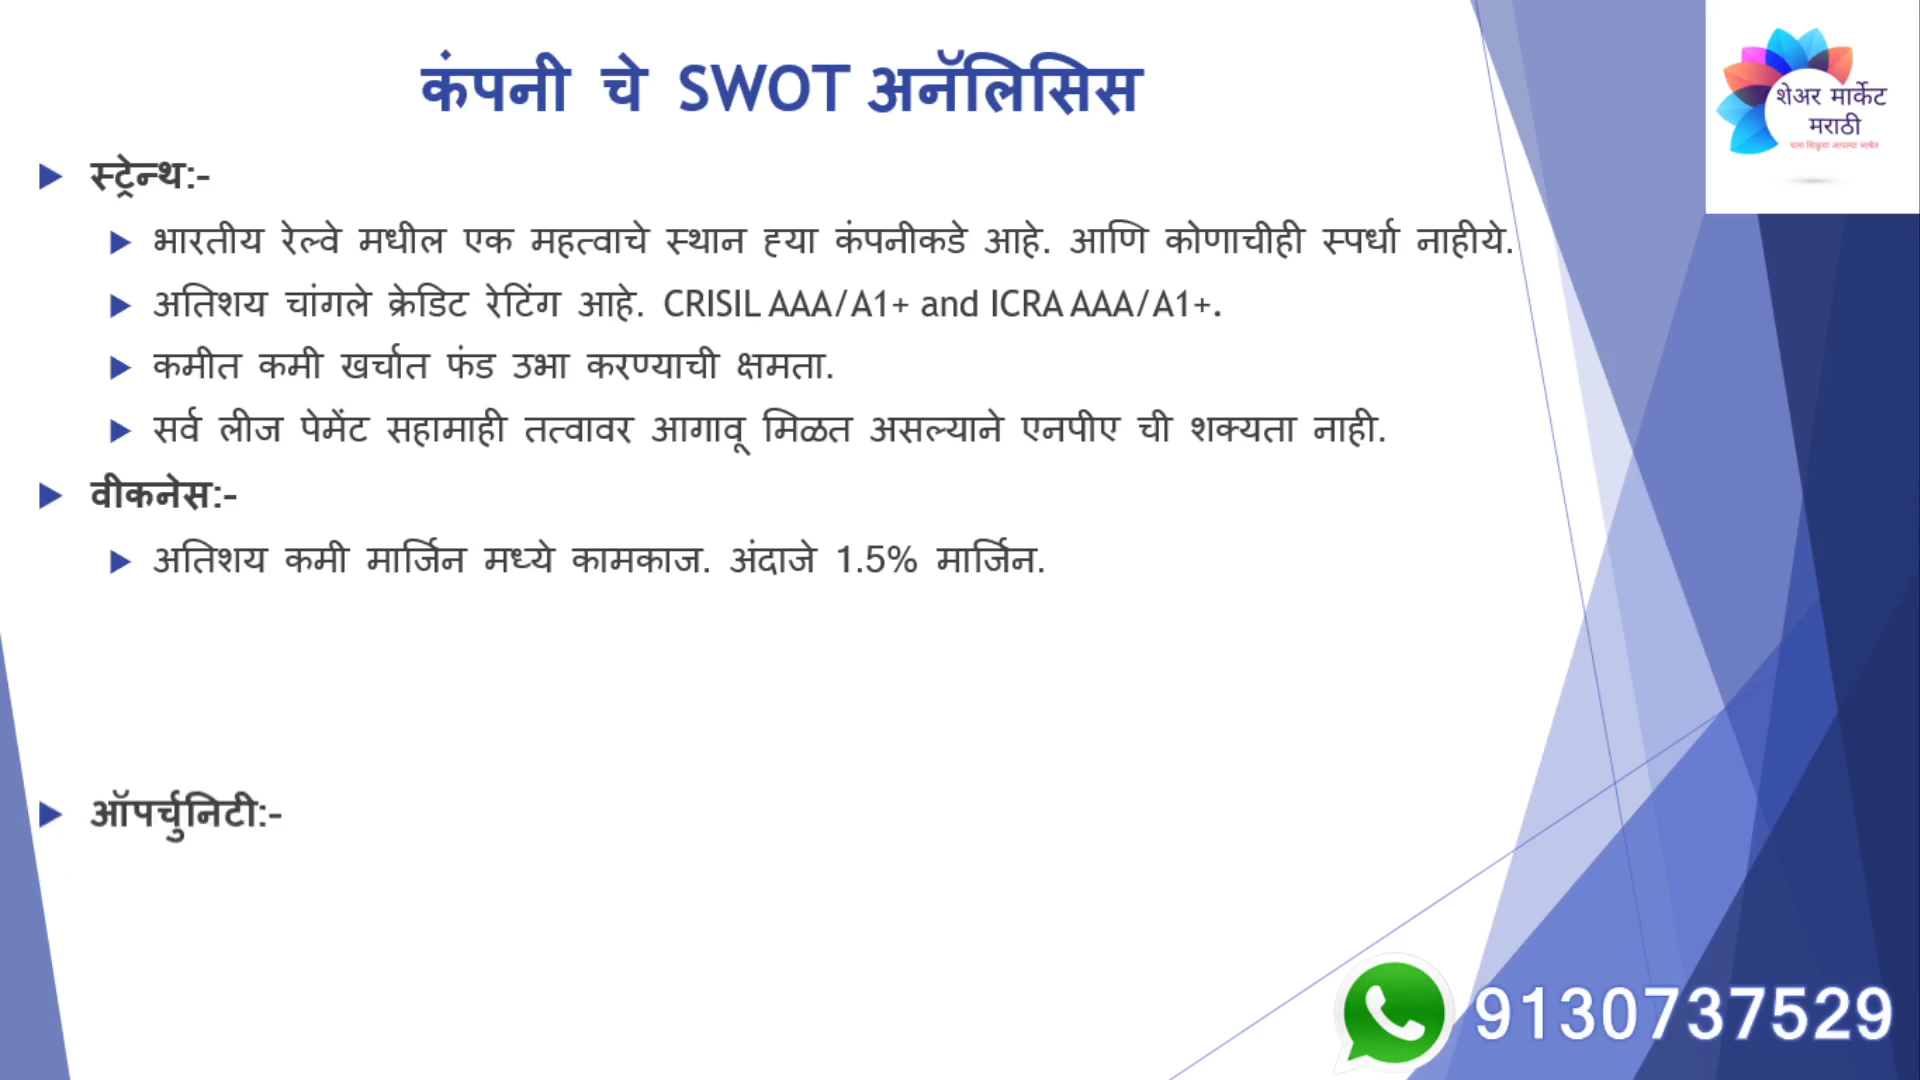 कंपनी चे SWOT अनॅलिसिस
शेअर मार्केट
मराठी
चला शिकूया आपल्या भाषेत
स्ट्रेन्थ:-
भारतीय रेल्वे मधील एक महत्वाचे स्थान ह्या कंपनीकडे आहे. आणि कोणाचीही स्पर्धा नाहीये.
अतिशय चांगले क्रेडिट रेटिंग आहे. CRISIL AAA/A1+ and ICRA AAA/A1+.
कमीत कमी खर्चात फंड उभा करण्याची क्षमता.
सर्व लीज पेमेंट सहामाही तत्वावर आगावू मिळत असल्याने एनपीए ची शक्यता नाही.
वीकनेस:-
अतिशय कमी मार्जिन मध्ये कामकाज. अंदाजे 1.5% मार्जिन.
ऑपर्चुनिटी:-
9130737529